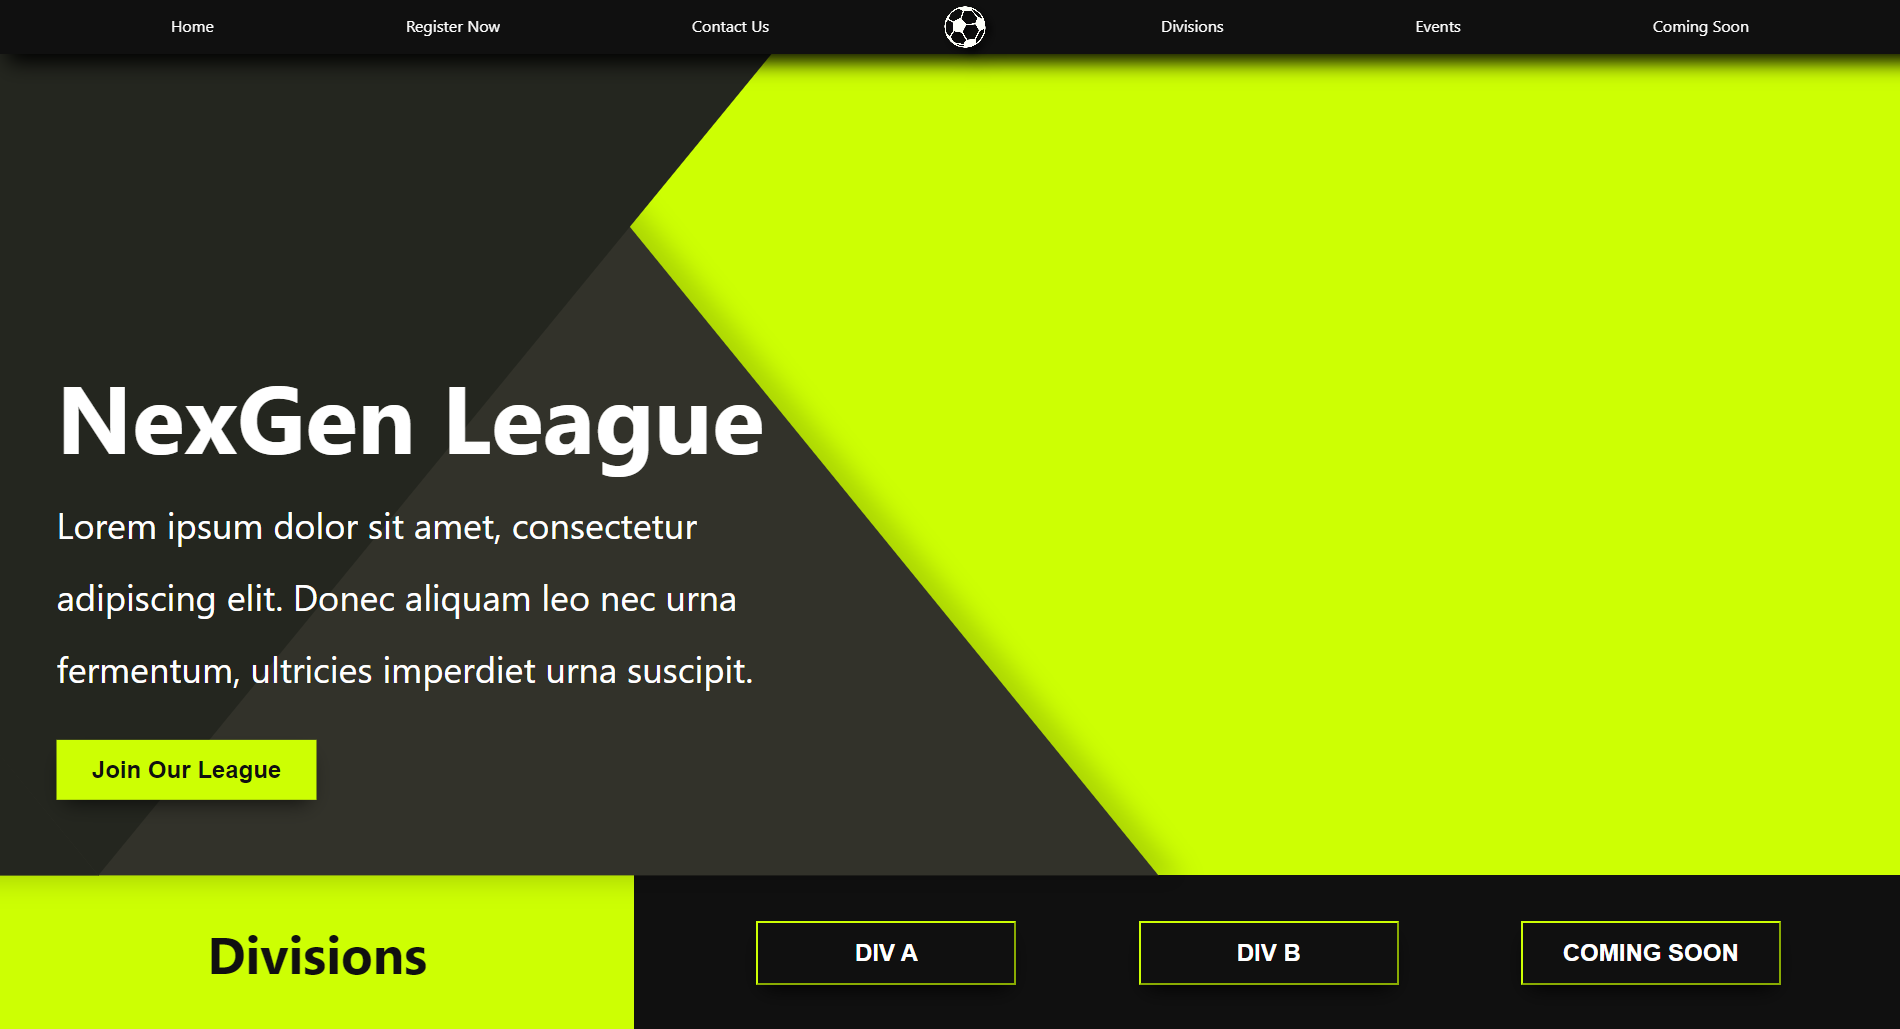 Home
Register Now
Contact Us
Divisions
Events
Coming Soon
NexGen League
Lorem ipsum dolor sit amet, consectetur
adipiscing elit. Donec aliquam leo nec urna
fermentum, ultricies imperdiet urna suscipit.
Join Our League
Divisions
DIV A
DIV B
COMING SOON